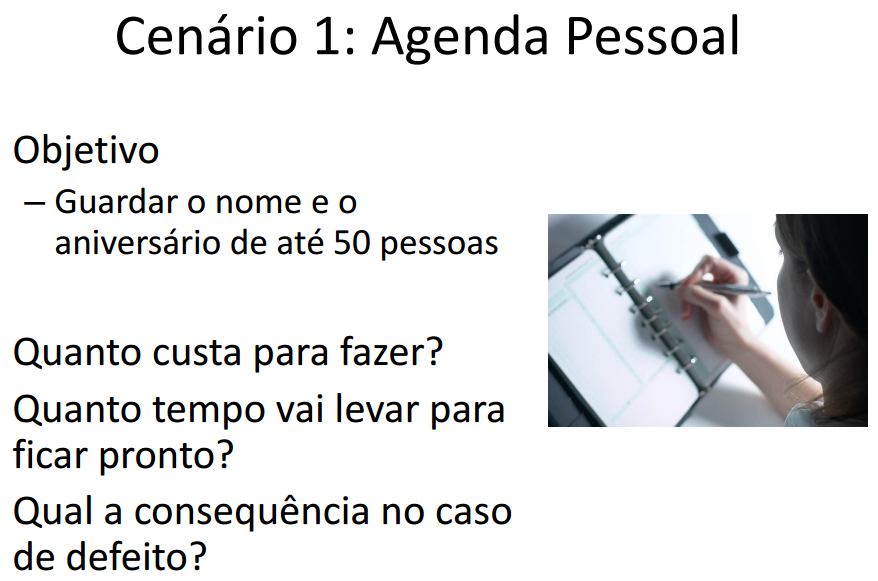 Cenário 1: Agenda Pessoal
Objetivo
– Guardar o nome e o
aniversário de até 50 pessoas
Quanto custa para fazer?
Quanto tempo vai levar para
ficar pronto?
Qual a consequência no caso
de defeito?